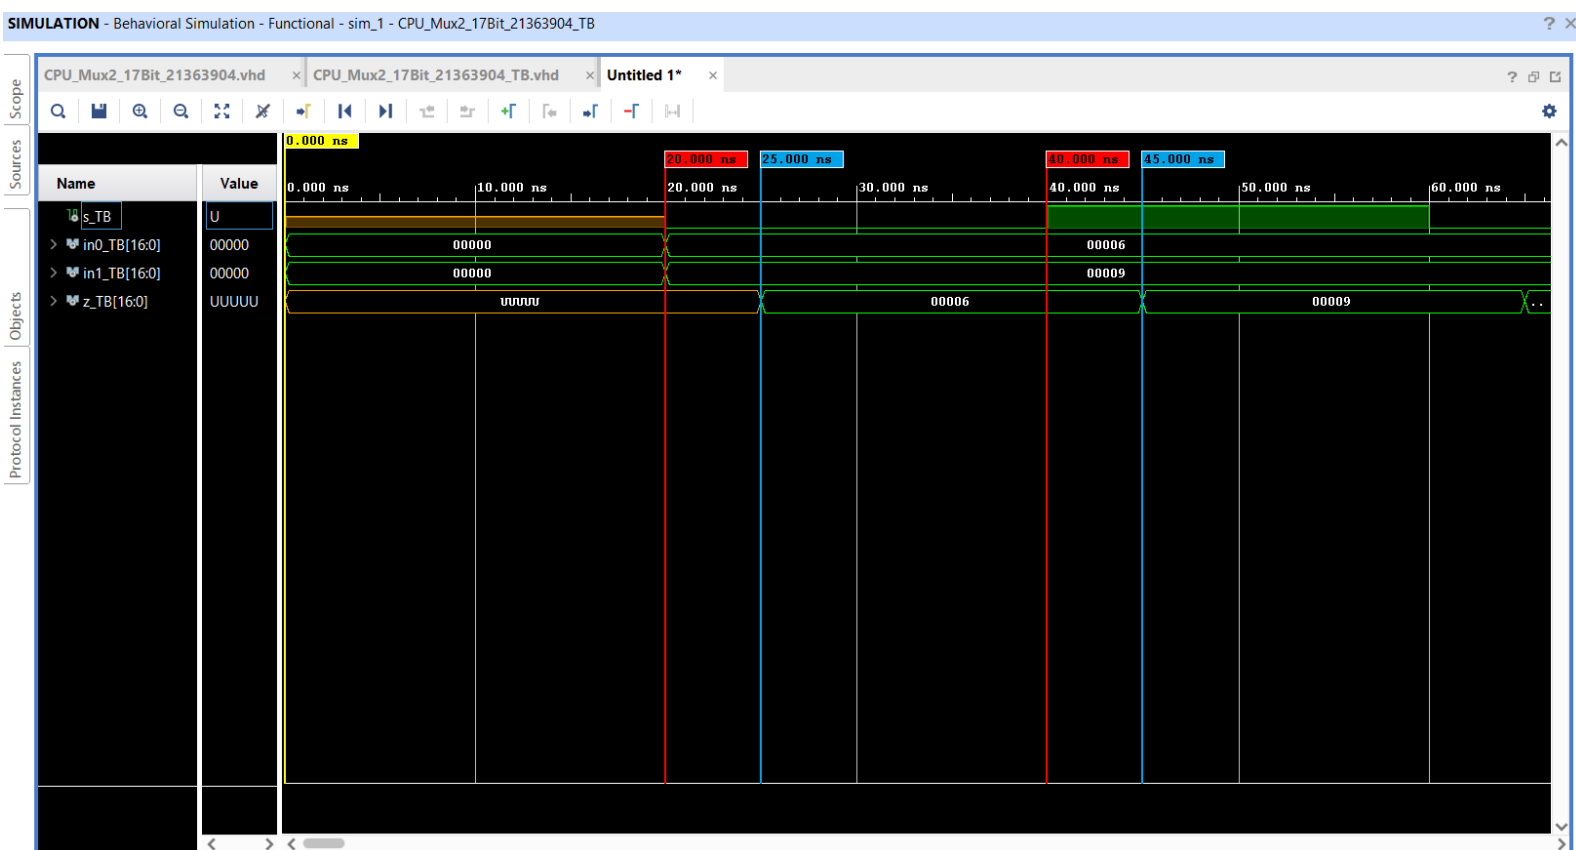 SIMULATION - Behavioral Simulation - Functional - sim_1 - CPU_Mux2_17Bit_21363904_TB ? ×
CPU_Mux2_17Bit_21363904.vhd × CPU_Mux2_17Bit_21363904_TB.vhd × Untitled 1* × ?
Scope
Sources
Objects
Protocol Instances
0.000 ns
20.000 ns 25.000 ns 40.000 ns 45.000 ns
Name Value 0.000 ns 10.000 ns 20.000 ns 30.000 ns 40.000 ns 50.000 ns 60.000 ns
s_TB U
> in0_TB[16:0] 00000 00000 00006
> in1_TB[16:0] 00000 00000 00009
> z_TB[16:0] UUUUU UUUUU 00006 00009 ..